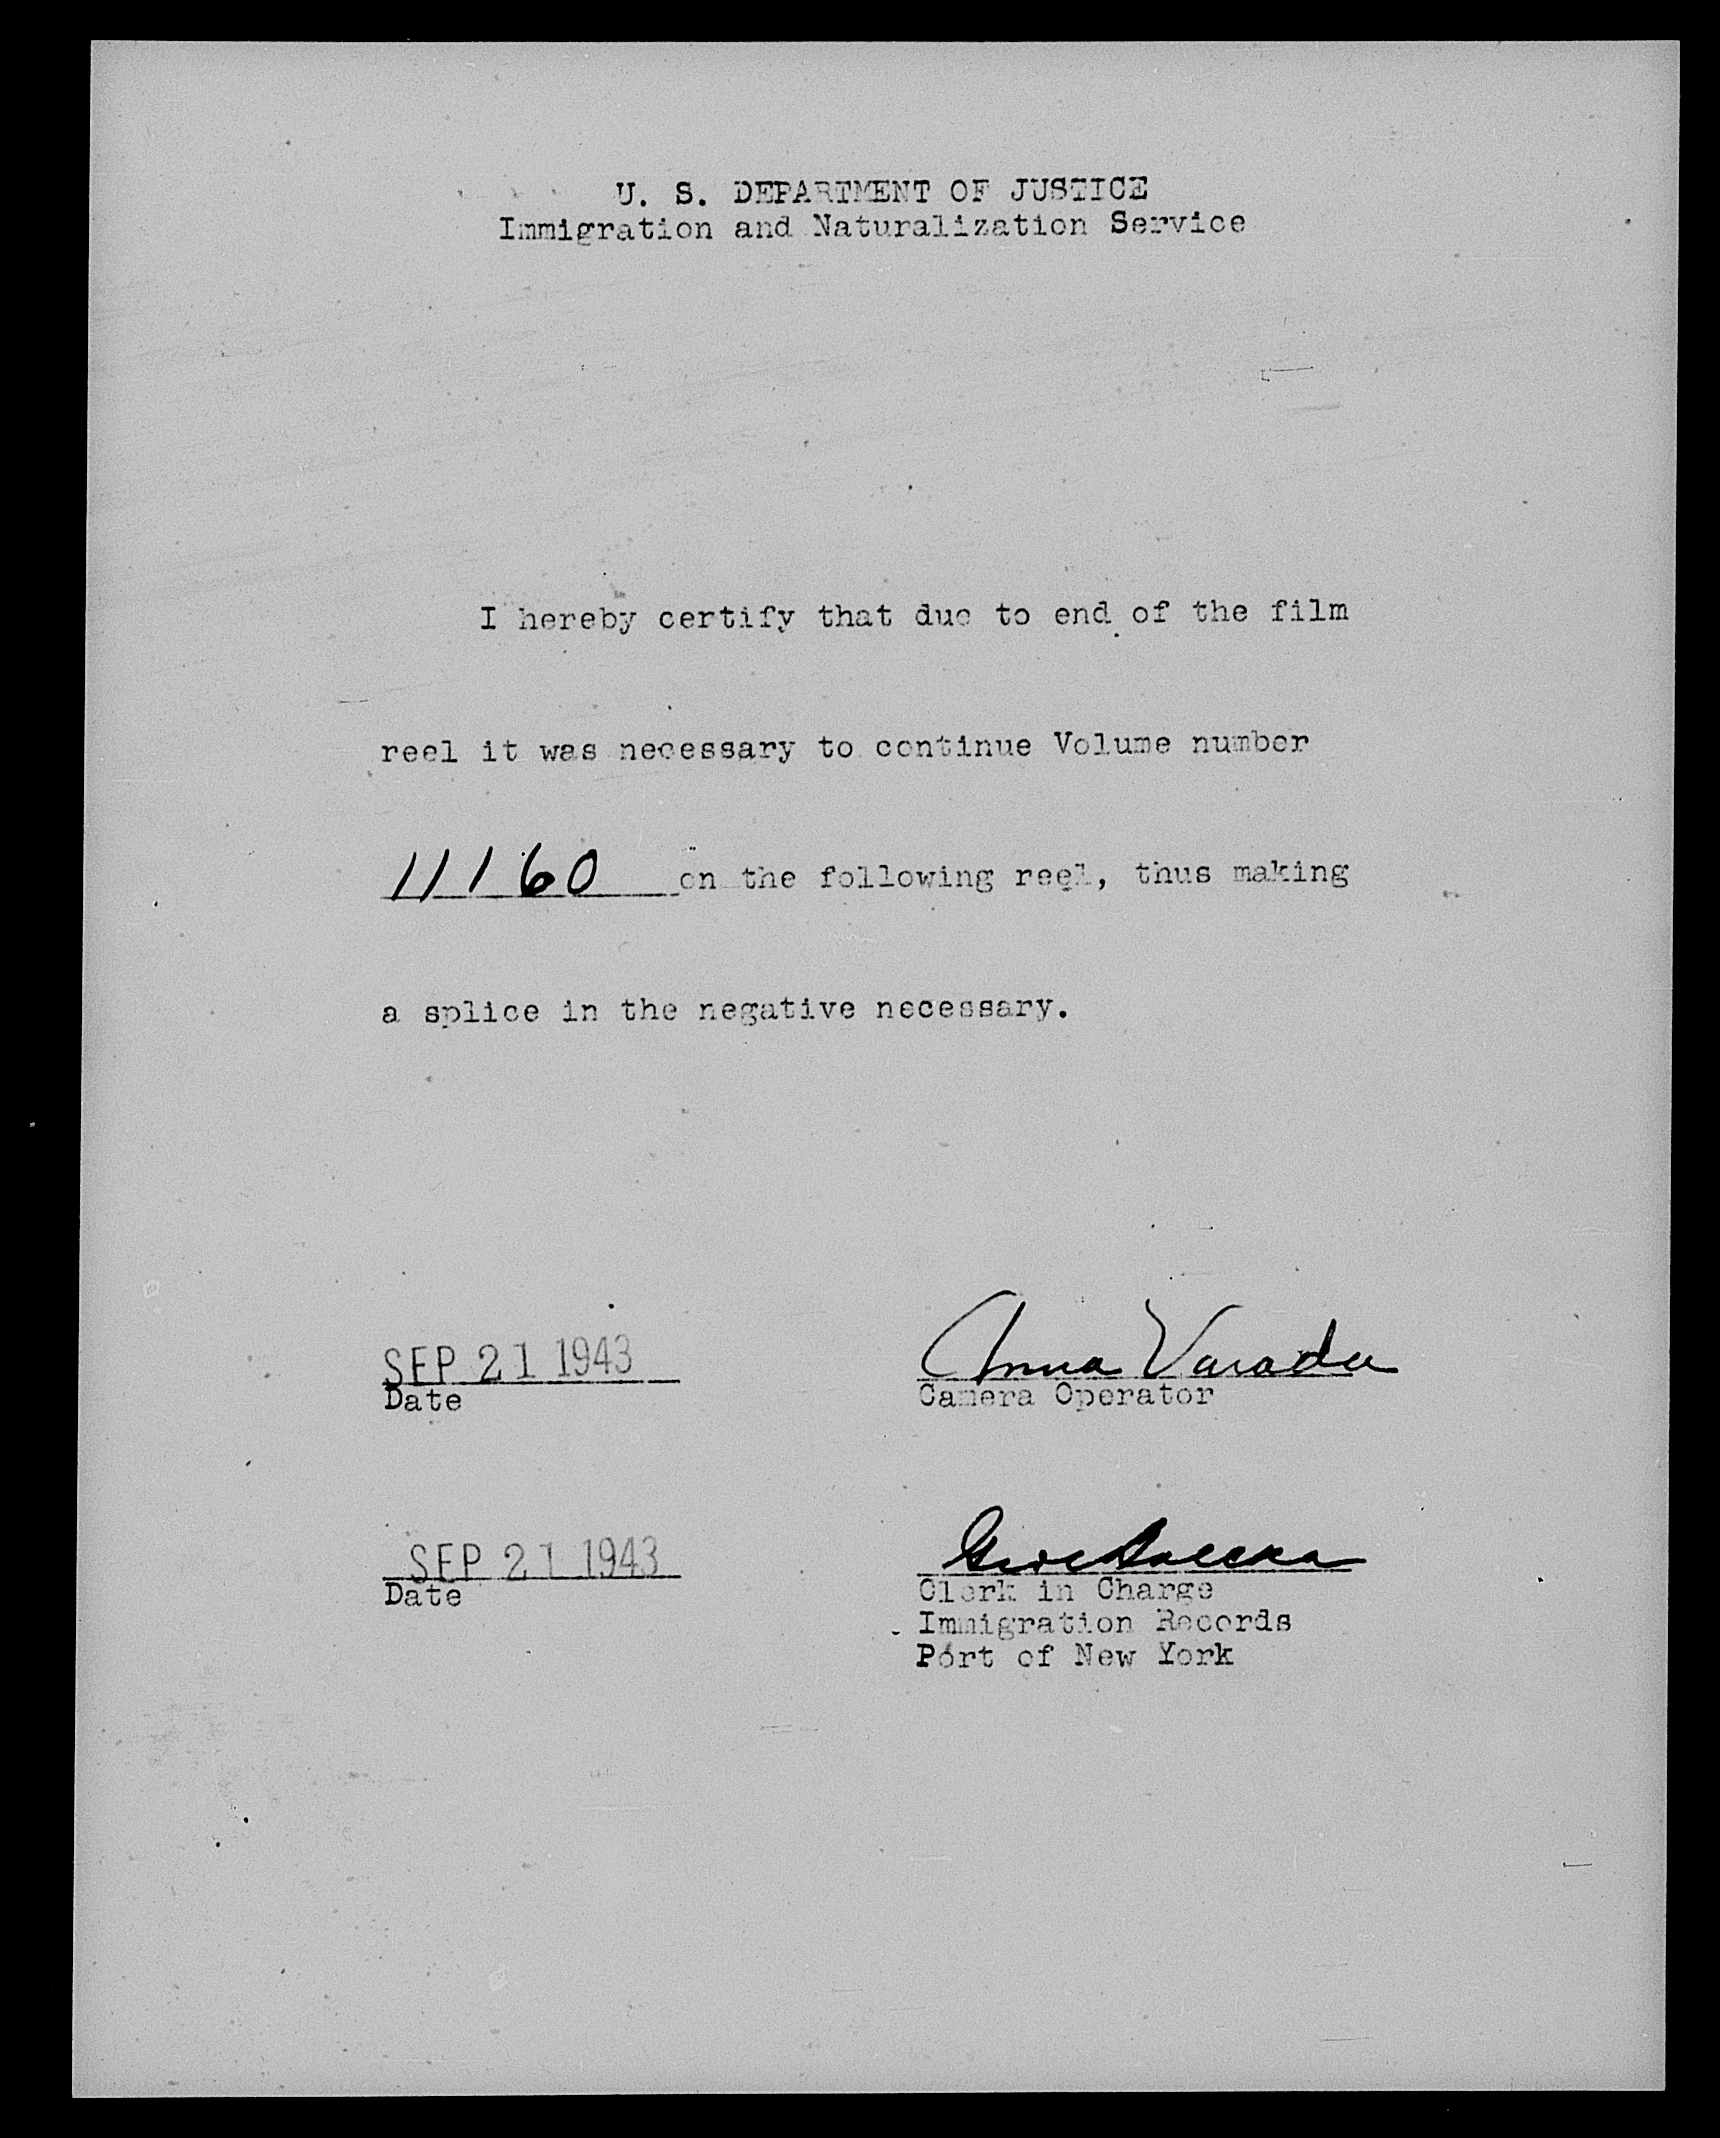 U. S. DEPARTMENT OF JUSTICE
Immigration and Naturalization Service
I hereby certify that due to end of the film
reel it was necessary to continue Volume number
11160 on the following reel, thus making
a splice in the negative necessary.
SEP 21 1943
Date
Anna Varada
Camera Operator
SEP 21 1943
Date
Clerk in Charge
Immigration Records
Port of New York